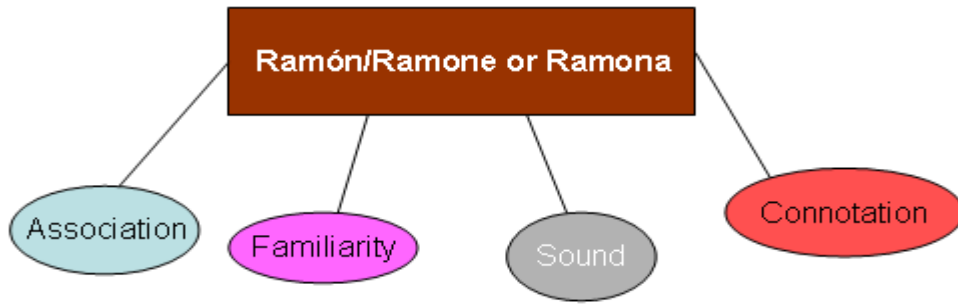 Ramón/Ramone or Ramona
Association
Familiarity
Sound
Connotation